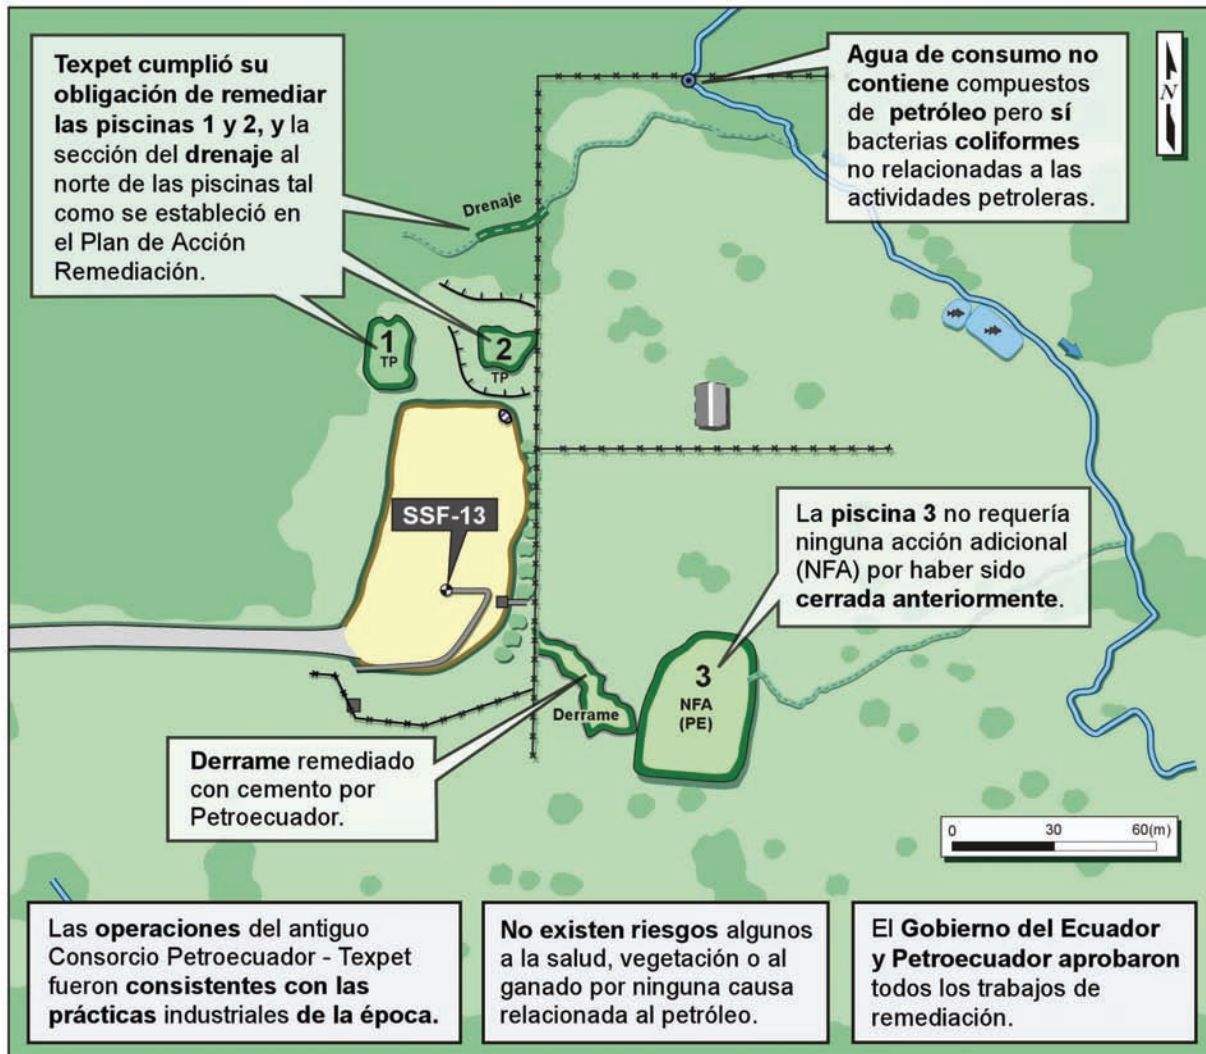 Texpet cumplió su
obligación de remediar
las piscinas 1 y 2, y la
sección del drenaje al
norte de las piscinas tal
como se estableció en
el Plan de Acción
Remediación.
Agua de consumo no
contiene compuestos
de petróleo pero sí
bacterias coliformes
no relacionadas a las
actividades petroleras.
N
Drenaje
1
TP
2
TP
SSF-13
La piscina 3 no requería
ninguna acción adicional
(NFA) por haber sido
cerrada anteriormente.
3
NFA
(PE)
Derrame
Derrame remediado
con cemento por
Petroecuador.
0 30 60(m)
Las operaciones del antiguo
Consorcio Petroecuador - Texpet
fueron consistentes con las
prácticas industriales de la época.
No existen riesgos algunos
a la salud, vegetación o al
ganado por ninguna causa
relacionada al petróleo.
El Gobierno del Ecuador
y Petroecuador aprobaron
todos los trabajos de
remediación.